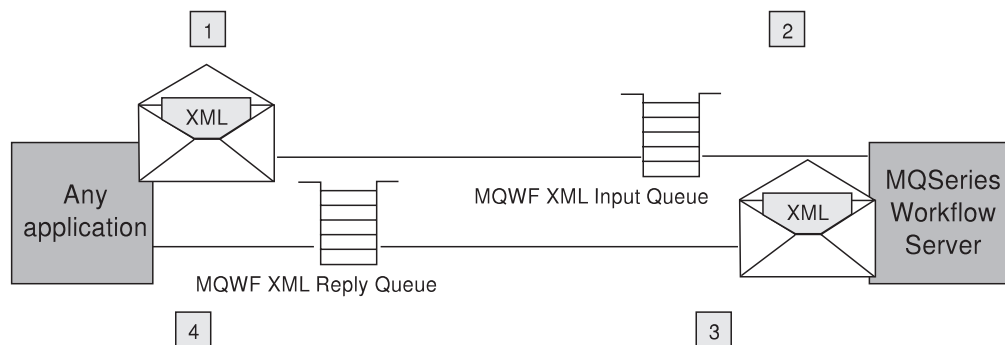 1
2
XML
Any
application
MQWF XML Input Queue
MQSeries
Workflow
Server
XML
MQWF XML Reply Queue
4
3